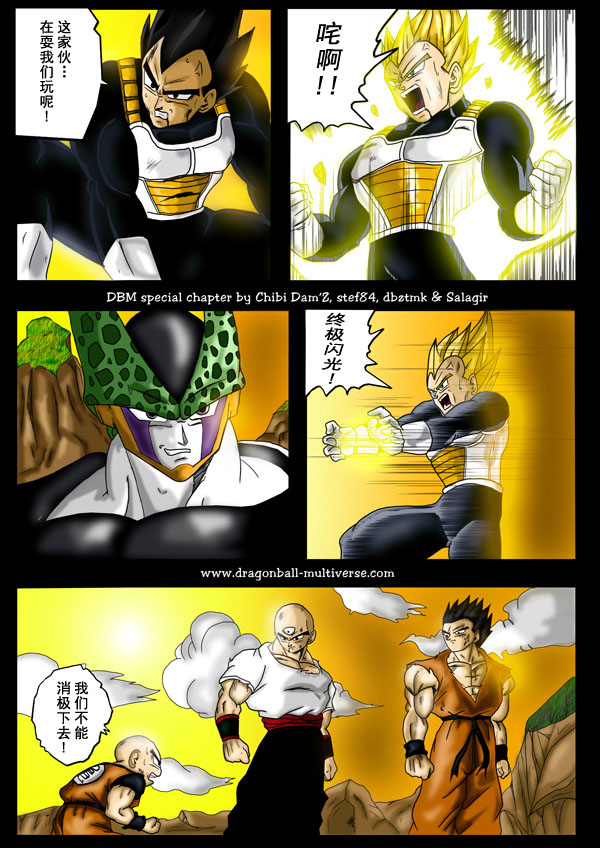 这家伙…
在耍我们玩呢！
咤啊！！
DBM special chapter by Chibi Dam'Z, stef84, dbztmk & Salagir
终极闪光！
www.dragonball-multiverse.com
我们不能
消极下去！